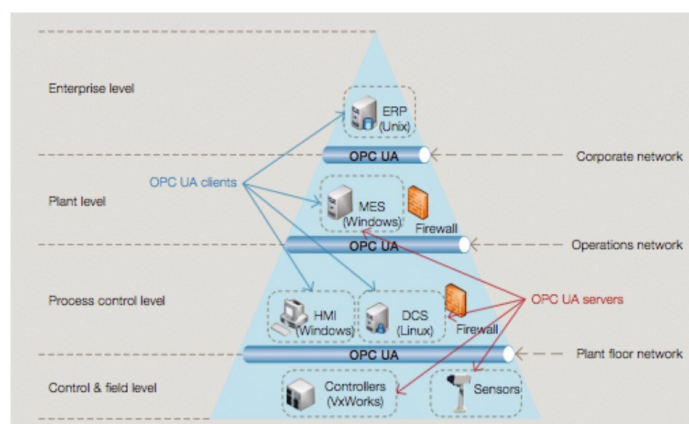 Enterprise level
ERP
(Unix)
OPC UA
Corporate network
OPC UA clients
Plant level
MES
(Windows)
Firewall
OPC UA
Operations network
Process control level
HMI
(Windows)
DCS
(Linux)
Firewall
OPC UA servers
OPC UA
Plant floor network
Control & field level
Controllers
(VxWorks)
Sensors